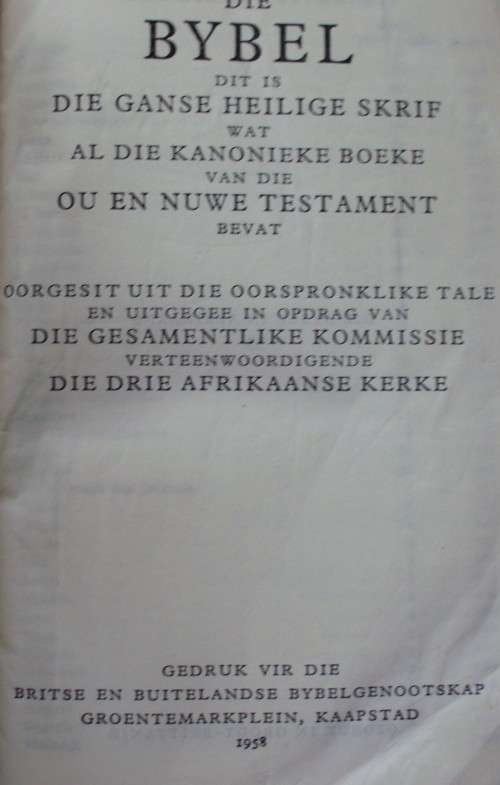 DIE
BYBEL
DIT IS
DIE GANSE HEILIGE SKRIF
WAT
AL DIE KANONIEKE BOEKE
VAN DIE
OU EN NUWE TESTAMENT
BEVAT
OORGESIT UIT DIE OORSPRONKLIKE TALE
EN UITGEGEE IN OPDRAG VAN
DIE GESAMENTLIKE KOMMISSIE
VERTEENWOORDIGENDE
DIE DRIE AFRIKAANSE KERKE
GEDRUK VIR DIE
BRITSE EN BUITELANDSE BYBELGENOOTSKAP
GROENTEMARKPLEIN, KAAPSTAD
1958